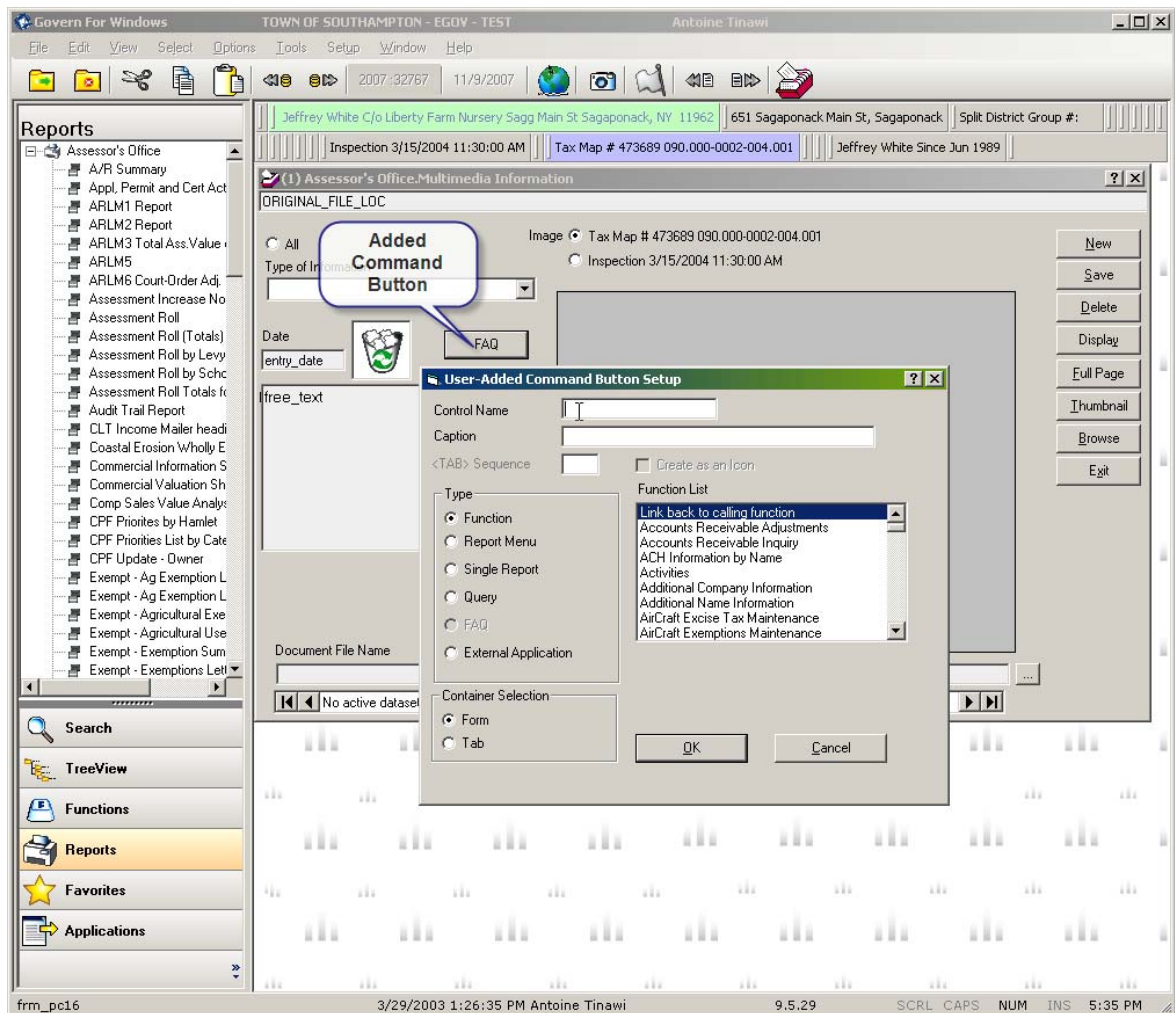 Govern For Windows TOWN OF SOUTHAMPTON - EGOV - TEST Antoine Tinawi
File Edit View Select Options Tools Setup Window Help
2007:32767 11/9/2007
Jeffrey White C/o Liberty Farm Nursery Sagg Main St Sagaponack, NY 11962 651 Sagaponack Main St, Sagaponack Split District Group #:
Inspection 3/15/2004 11:30:00 AM Tax Map # 473689 090.000-0002-004.001 Jeffrey White Since Jun 1989
Reports
Assessor's Office
A/R Summary
Appl, Permit and Cert Act
ARLM1 Report
ARLM2 Report
ARLM3 Total Ass.Value
ARLM5
ARLM6 Court-Order Adj.
Assessment Increase No
Assessment Roll
Assessment Roll (Totals)
Assessment Roll by Levy
Assessment Roll by Scho
Assessment Roll Totals fo
Audit Trail Report
CLT Income Mailer headi
Coastal Erosion Wholly E
Commercial Information S
Commercial Valuation Sh
Comp Sales Value Analys
CPF Priorites by Hamlet
CPF Priorities List by Cate
CPF Update - Owner
Exempt - Ag Exemption L
Exempt - Ag Exemption L
Exempt - Agricultural Exe
Exempt - Agricultural Use
Exempt - Exemption Sum
Exempt - Exemptions Lett
Search
TreeView
Functions
Reports
Favorites
Applications
(1) Assessor's Office.Multimedia Information
ORIGINAL_FILE_LOC
All
Type of Information
Added
Command
Button
Image Tax Map # 473689 090.000-0002-004.001
Inspection 3/15/2004 11:30:00 AM
Date
entry_date
FAQ
free_text
Document File Name
...
No active dataset
New
Save
Delete
Display
Full Page
Thumbnail
Browse
Exit
User-Added Command Button Setup
Control Name
Caption
<TAB> Sequence Create as an Icon
Type
Function
Report Menu
Single Report
Query
FAQ
External Application
Function List
Link back to calling function
Accounts Receivable Adjustments
Accounts Receivable Inquiry
ACH Information by Name
Activities
Additional Company Information
Additional Name Information
AirCraft Excise Tax Maintenance
AirCraft Exemptions Maintenance
Container Selection
Form
Tab
OK Cancel
frm_pc16 3/29/2003 1:26:35 PM Antoine Tinawi 9.5.29 SCRL CAPS NUM INS 5:35 PM